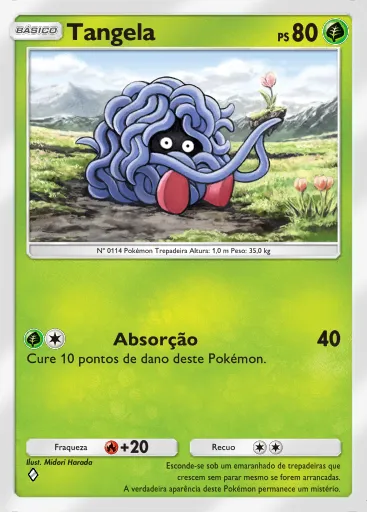 BÁSICO Tangela PS 80
N° 0114 Pokémon Trepadeira Altura: 1,0 m Peso: 35,0 kg
Absorção 40
Cure 10 pontos de dano deste Pokémon.
Fraqueza +20 Recuo
Ilust. Midori Harada
Esconde-se sob um emaranhado de trepadeiras que
crescem sem parar mesmo se forem arrancadas.
A verdadeira aparência deste Pokémon permanece um mistério.